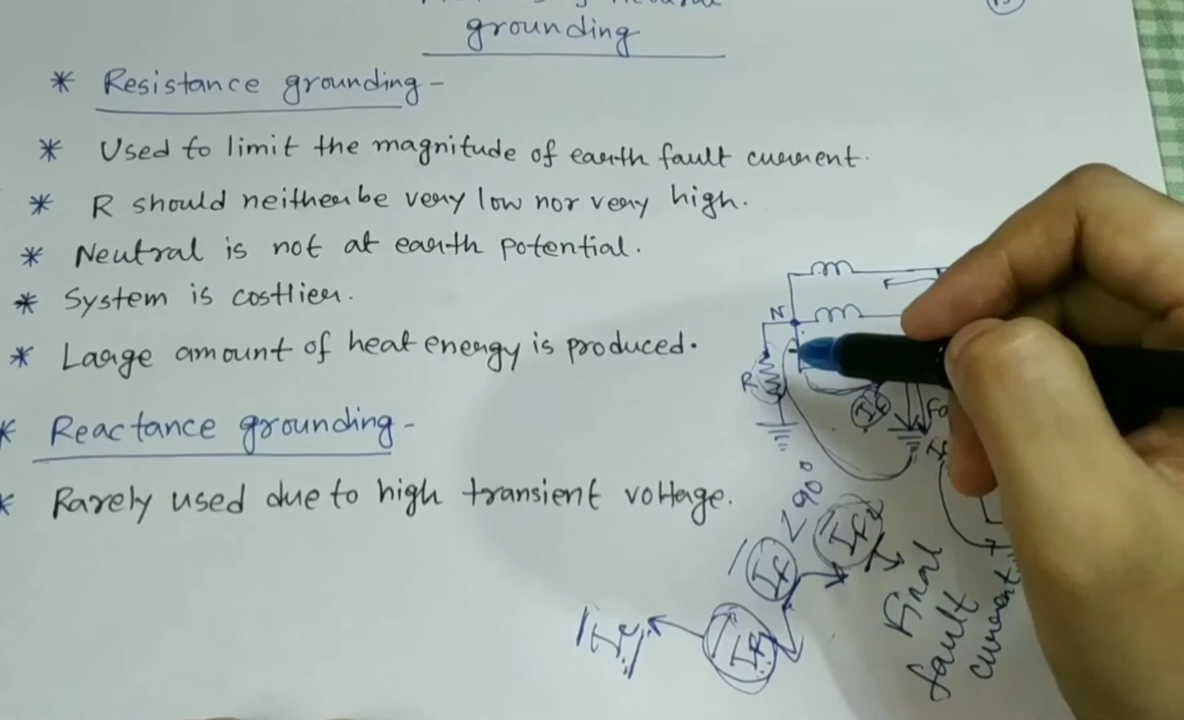 grounding
* Resistance grounding -
* Used to limit the magnitude of earth fault current.
* R should neither be very low nor very high.
* Neutral is not at earth potential.
* System is costlier.
* Large amount of heat energy is produced.
* Reactance grounding -
* Rarely used due to high transient voltage.
N
R
If
90°
If
If
IR
Final
fault
current